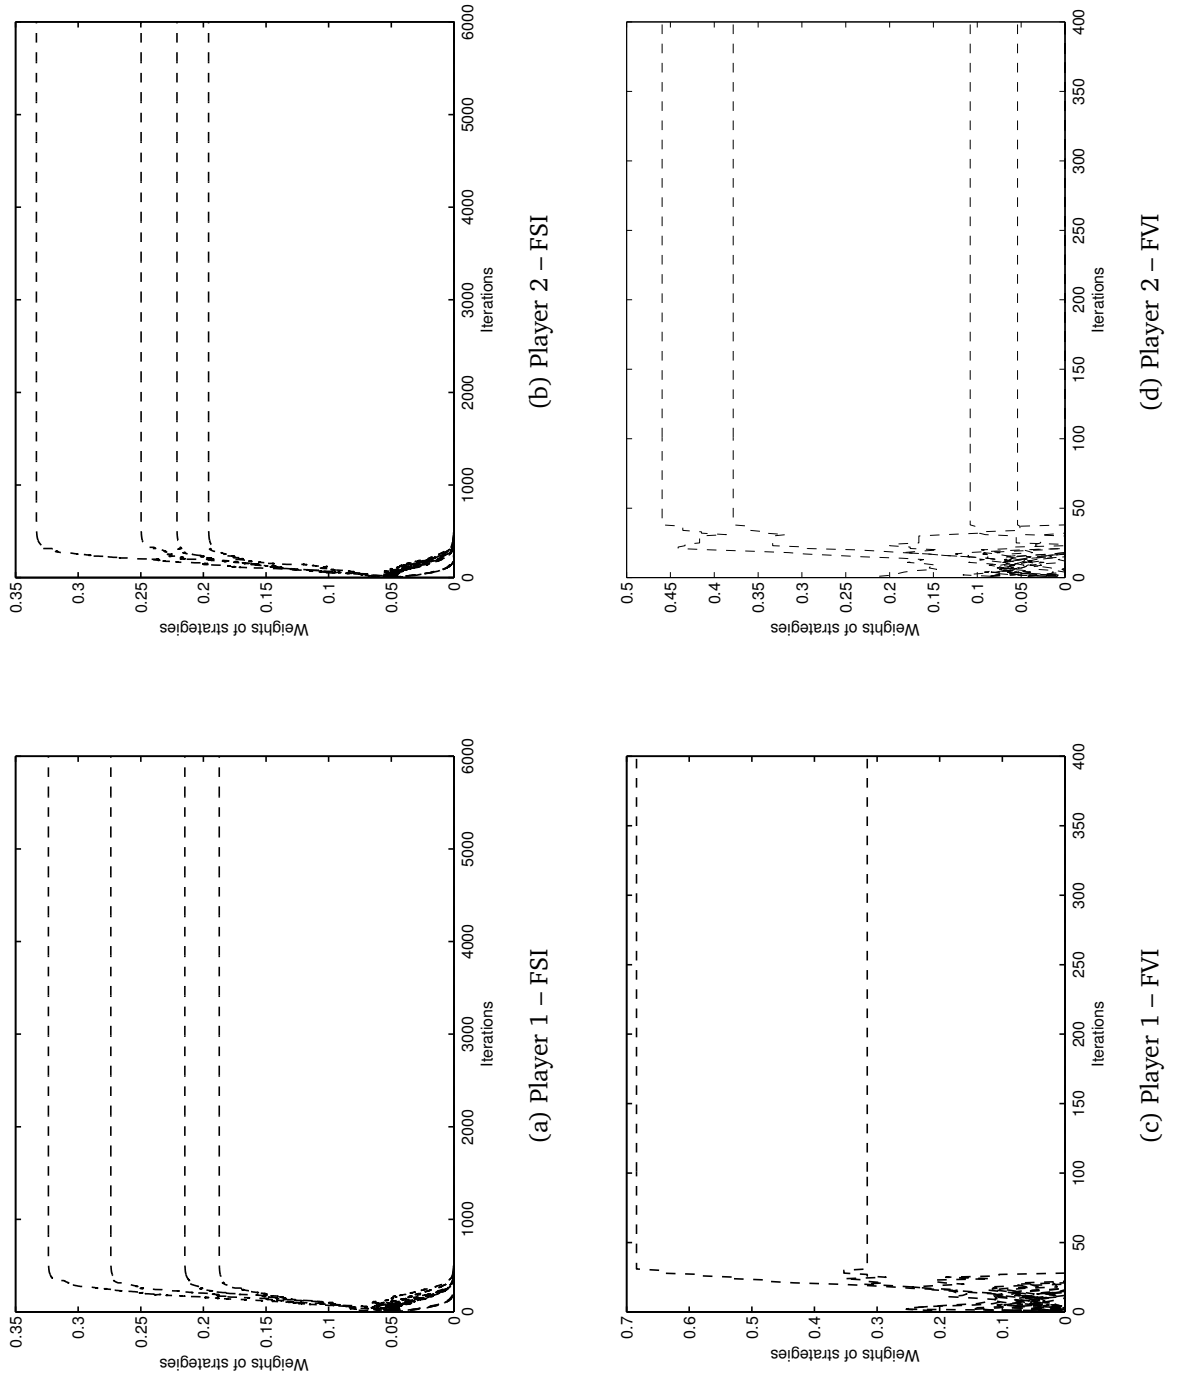 0.35
0.3
0.25
0.2
0.15
0.1
0.05
0
Weights of strategies
0 1000 2000 3000 4000 5000 6000
Iterations
(a) Player 1 – FSI
0.35
0.3
0.25
0.2
0.15
0.1
0.05
0
Weights of strategies
0 1000 2000 3000 4000 5000 6000
Iterations
(b) Player 2 – FSI
0.7
0.6
0.5
0.4
0.3
0.2
0.1
0
Weights of strategies
0 50 100 150 200 250 300 350 400
Iterations
(c) Player 1 – FVI
0.5
0.45
0.4
0.35
0.3
0.25
0.2
0.15
0.1
0.05
0
Weights of strategies
0 50 100 150 200 250 300 350 400
Iterations
(d) Player 2 – FVI